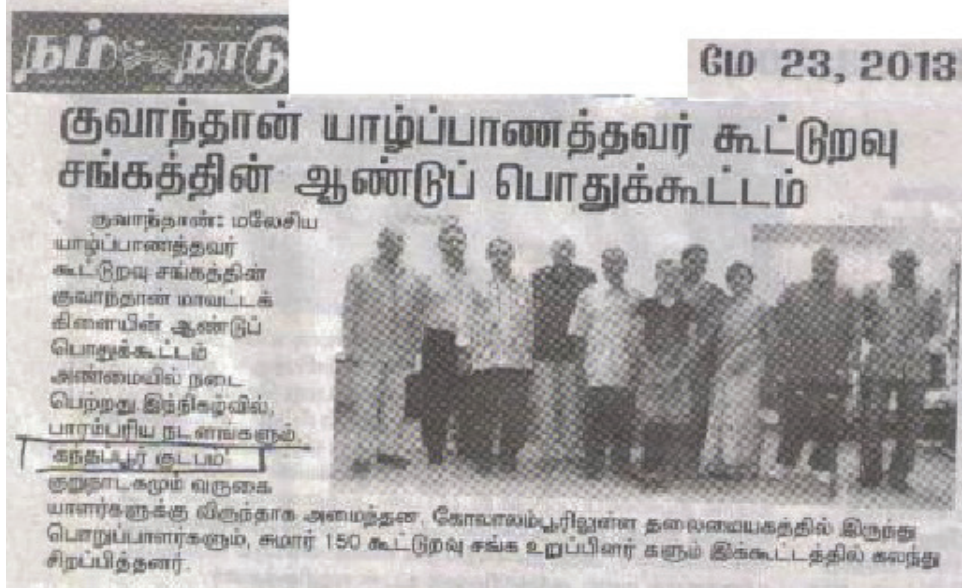 நம் நாடு
மே 23, 2013
குவாந்தான் யாழ்ப்பாணத்தவர் கூட்டுறவு
சங்கத்தின் ஆண்டுப் பொதுக்கூட்டம்
குவாந்தாண்: மலேசிய
யாழ்ப்பாணத்தவர்
கூட்டுறவு சங்கத்தின்
குவாந்தாண் மாவட்டக்
கிளையின் ஆண்டுப்
பொதுக்கூட்டம்
அண்மையில் நடை
பெற்றது.இந்நிகழ்வில்,
பாரம்பரிய நடனங்களும்
குறுநாடகமும் வருகை
யாளர்களுக்கு விருந்தாக அமைந்தன. கோலாலம்பூரிலுள்ள தலைமையகத்தில் இருந்து
பொறுப்பாளர்களும், சுமார் 150 கூட்டுறவு சங்க உறுப்பினர் களும் இக்கூட்டத்தில் கலந்து
சிறப்பித்தனர்.